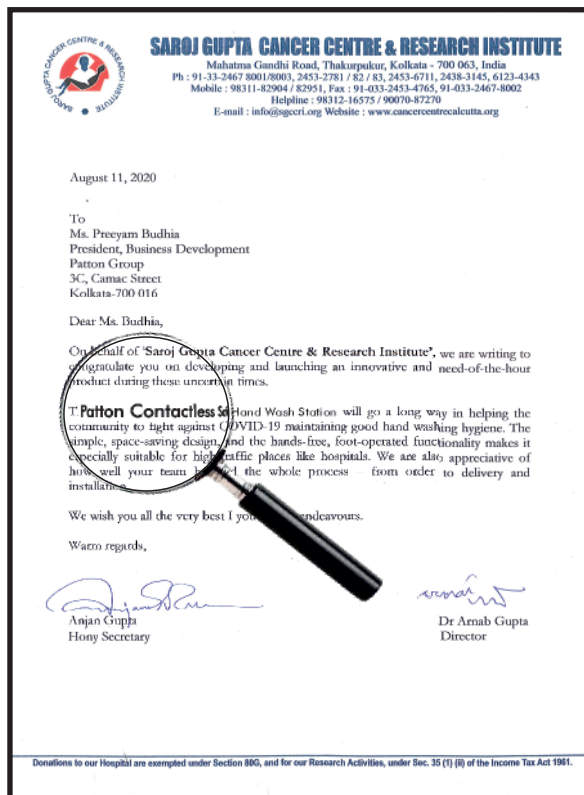 SAROJ GUPTA CANCER CENTRE & RESEARCH INSTITUTE
SAROJ GUPTA CANCER CENTRE & RESEARCH INSTITUTE
Mahatma Gandhi Road, Thakurpukur, Kolkata - 700 063, India
Ph : 91-33-2467 8001/8003, 2453-2781 / 82 / 83, 2453-6711, 2438-3145, 6123-4343
Mobile : 98311-82904 / 82951, Fax : 91-033-2453-4765, 91-033-2467-8002
Helpline : 98312-16575 / 90070-87270
E-mail : info@sgccri.org Website : www.cancercentrecalcutta.org
August 11, 2020
To
Ms. Preeyam Budhia
President, Business Development
Patton Group
3C, Camac Street
Kolkata-700 016
Dear Ms. Budhia,
On behalf of 'Saroj Gupta Cancer Centre & Research Institute', we are writing to
congratulate you on developing and launching an innovative and need-of-the-hour
product during these uncertain times.
T Patton Contactless Hand Wash Station will go a long way in helping the
community to fight against COVID-19 maintaining good hand washing hygiene. The
simple, space-saving design, and the hands-free, foot-operated functionality makes it
especially suitable for high traffic places like hospitals. We are also appreciative of
how well your team the whole process – from order to delivery and
installation
We wish you all the very best I you endeavours.
Warm regards,
Anjan Gupta
Hony Secretary
Dr Arnab Gupta
Director
Donations to our Hospital are exempted under Section 80G, and for our Research Activities, under Sec. 35 (1) (ii) of the Income Tax Act 1961.